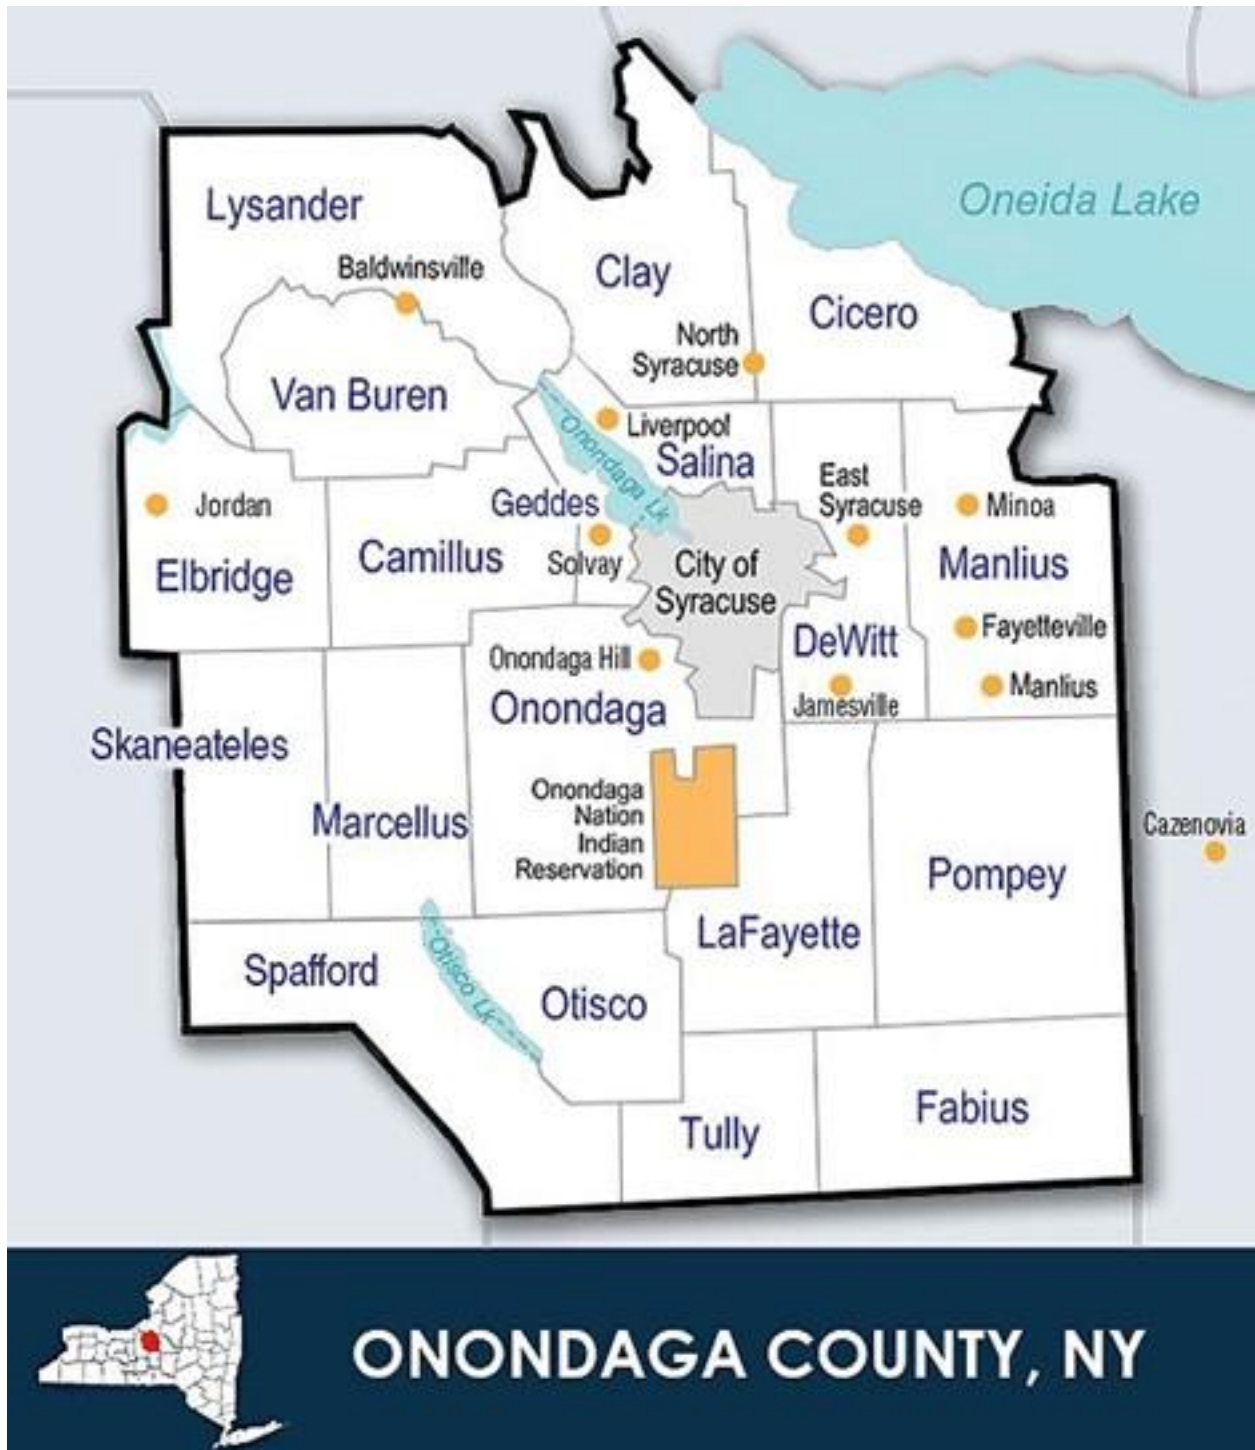 Lysander
Oneida Lake
Baldwinsville
Clay
Cicero
North
Syracuse
Van Buren
Onondaga Lk
Liverpool
Salina
East
Syracuse
Jordan
Geddes
Minoa
Elbridge
Camillus
Solvay
City of
Syracuse
Manlius
Fayetteville
DeWitt
Onondaga Hill
Manlius
Onondaga
Jamesville
Skaneateles
Marcellus
Onondaga
Nation
Indian
Reservation
Cazenovia
Pompey
LaFayette
Spafford
Otisco Lk
Otisco
Tully
Fabius
ONONDAGA COUNTY, NY